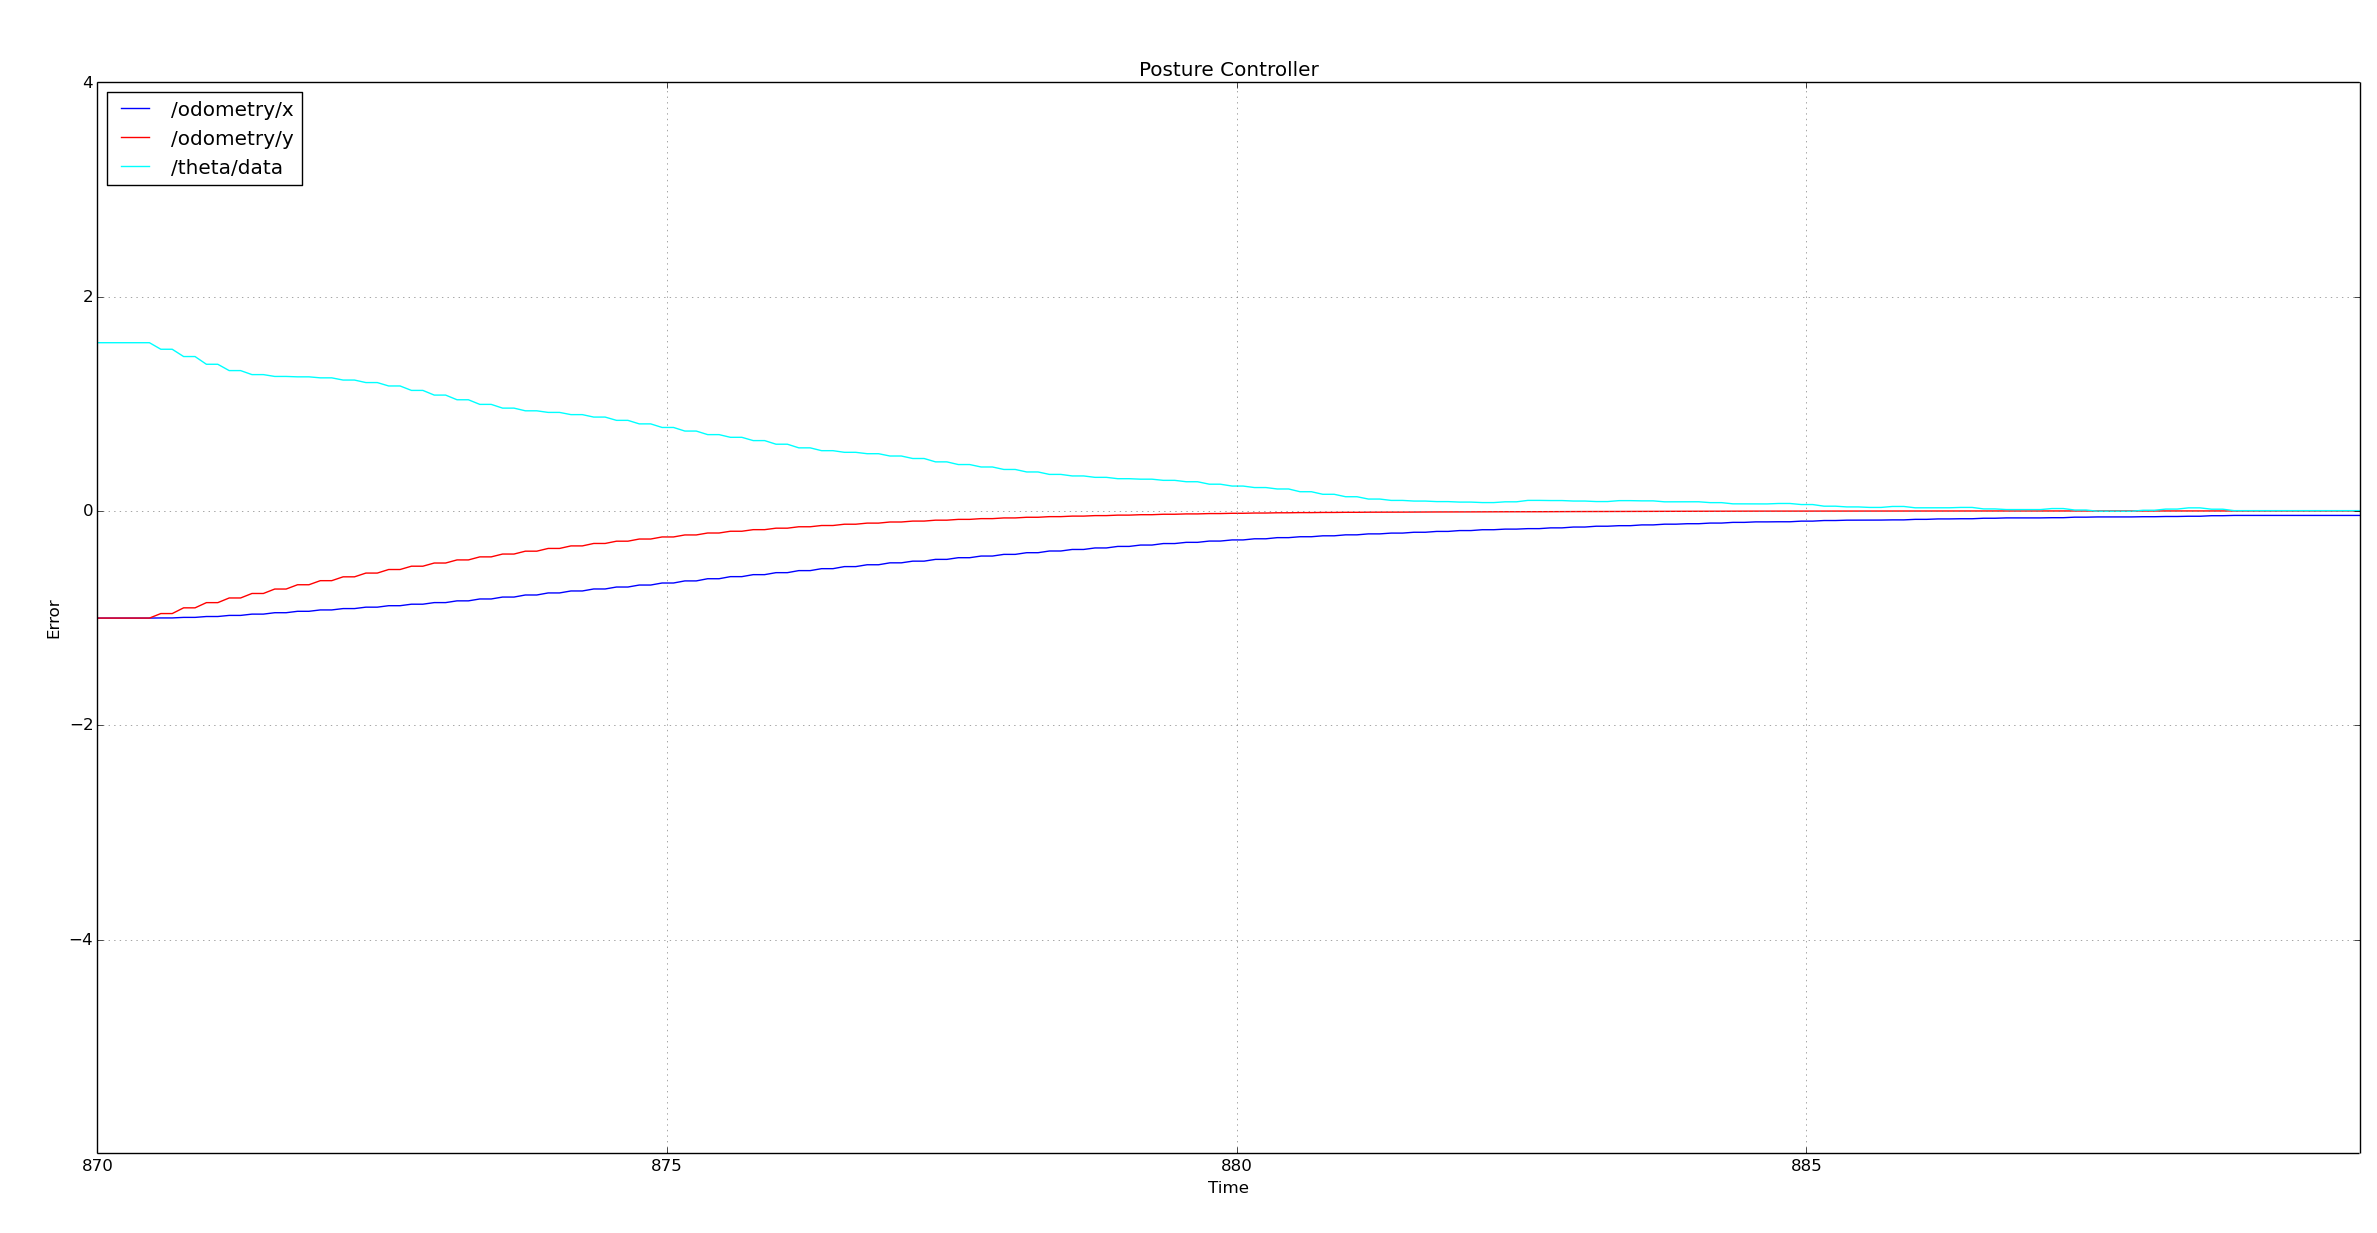 Posture Controller
4
/odometry/x
/odometry/y
/theta/data
2
0
Error
−2
−4
870
875
880
885
Time